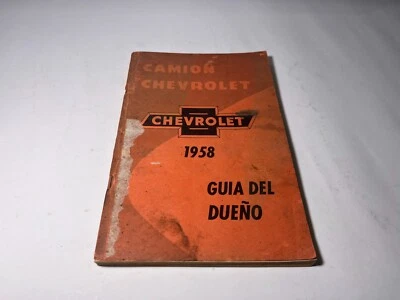 CAMION
CHEVROLET
CHEVROLET
1958
GUIA DEL
DUEÑO